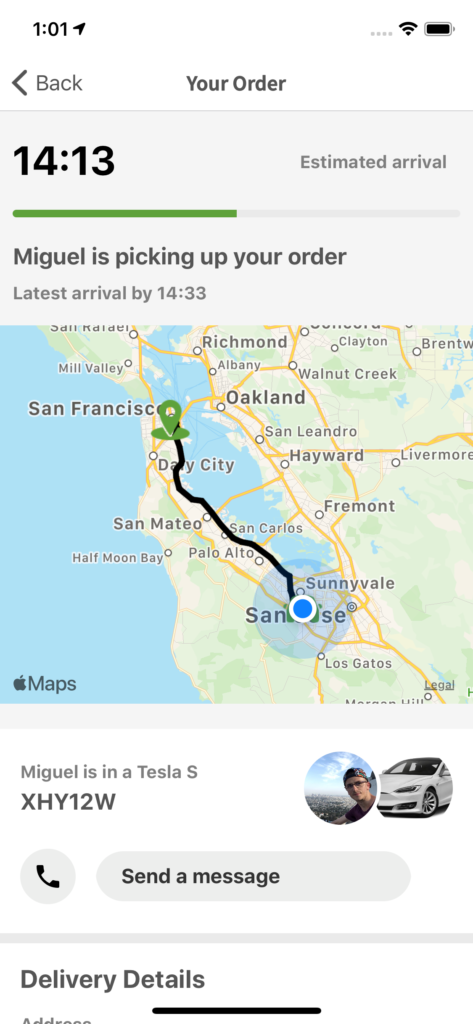 1:01
Back
Your Order
14:13
Estimated arrival
Miguel is picking up your order
Latest arrival by 14:33
San Rafael
Concord
Richmond
Clayton
Brentw
Mill Valley
Albany
Walnut Creek
San Francisco
Oakland
San Leandro
Daly City
Hayward
Livermore
San Mateo
Fremont
San Carlos
Half Moon Bay
Palo Alto
Sunnyvale
San Jose
Los Gatos
Maps
Legal
Morgan Hill
Miguel is in a Tesla S
XHY12W
Send a message
Delivery Details
Address